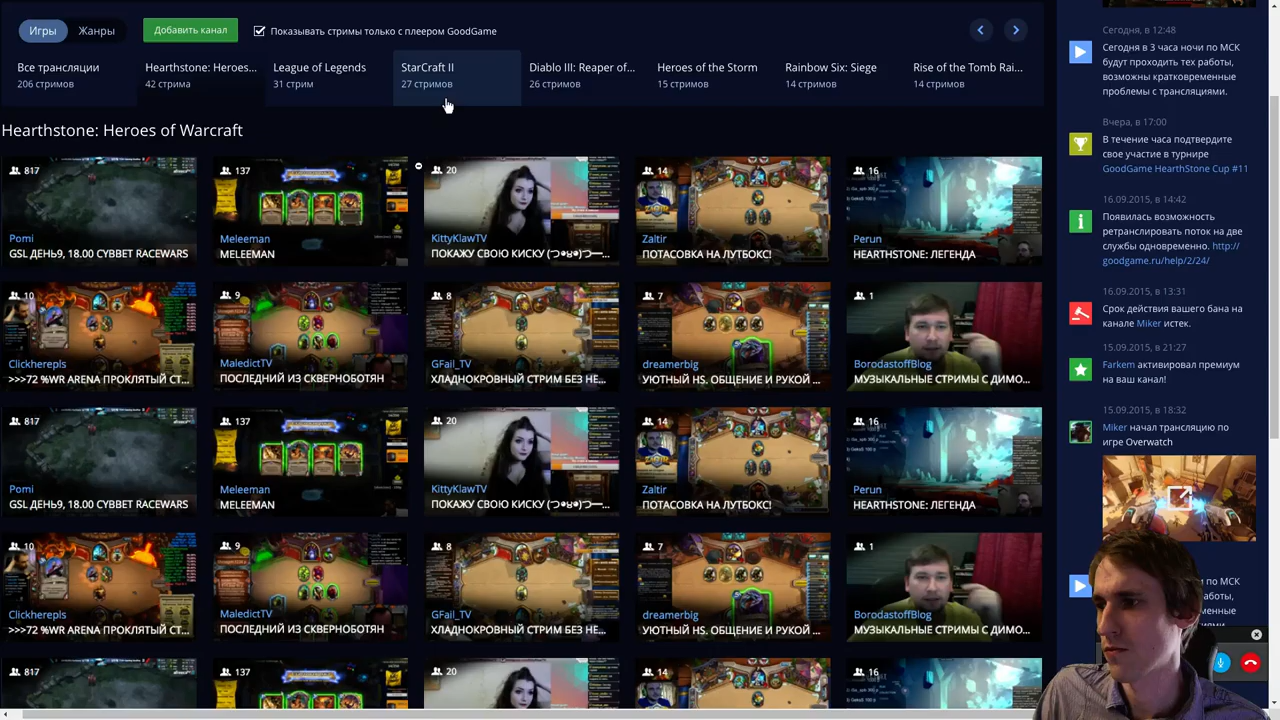 Игры
Жанры
Добавить канал
Показывать стримы только с плеером GoodGame
Все трансляции
206 стримов
Hearthstone: Heroes...
42 стрима
League of Legends
31 стрим
StarCraft II
27 стримов
Diablo III: Reaper of...
26 стримов
Heroes of the Storm
15 стримов
Rainbow Six: Siege
14 стримов
Rise of the Tomb Rai...
14 стримов
Hearthstone: Heroes of Warcraft
817
Pomi
GSL ДЕНЬ9, 18.00 CYBBET RACEWARS
137
Meleeman
MELEEMAN
20
KittyKlawTV
14
Zaltir
ПОТАСОВКА НА ЛУТБОКС!
16
Perun
HEARTHSTONE: ЛЕГЕНДА
10
Clickherepls
>>>72 %WR ARENA ПРОКЛЯТЫЙ СТ...
9
MaledictTV
ПОСЛЕДНИЙ ИЗ СКВЕРНОБОТЯН
8
GFail_TV
ХЛАДНОКРОВНЫЙ СТРИМ БЕЗ НЕ...
7
dreamerbig
УЮТНЫЙ HS. ОБЩЕНИЕ И РУКОЙ ...
1
BorodastoffBlog
МУЗЫКАЛЬНЫЕ СТРИМЫ С ДИМО...
817
Pomi
GSL ДЕНЬ9, 18.00 CYBBET RACEWARS
137
Meleeman
MELEEMAN
20
KittyKlawTV
14
Zaltir
ПОТАСОВКА НА ЛУТБОКС!
16
Perun
HEARTHSTONE: ЛЕГЕНДА
10
Clickherepls
>>>72 %WR ARENA ПРОКЛЯТЫЙ СТ...
9
MaledictTV
ПОСЛЕДНИЙ ИЗ СКВЕРНОБОТЯН
8
GFail_TV
ХЛАДНОКРОВНЫЙ СТРИМ БЕЗ НЕ...
7
dreamerbig
УЮТНЫЙ HS. ОБЩЕНИЕ И РУКОЙ ...
1
BorodastoffBlog
МУЗЫКАЛЬНЫЕ СТРИМЫ С ДИМО...
817
137
20
14
16
Сегодня, в 12:48
Сегодня в 3 часа ночи по МСК
будут проходить тех работы,
возможны кратковременные
проблемы с трансляциями.
Вчера, в 17:00
В течение часа подтвердите
свое участие в турнире
GoodGame HearthStone Cup #11
16.09.2015, в 14:42
Появилась возможность
ретранслировать поток на две
службы одновременно. http://
goodgame.ru/help/2/24/
16.09.2015, в 13:31
Срок действия вашего бана на
канале Miker истек.
15.09.2015, в 21:27
Farkem активировал премиум
на ваш канал!
15.09.2015, в 18:32
Miker начал трансляцию по
игре Overwatch
по МСК